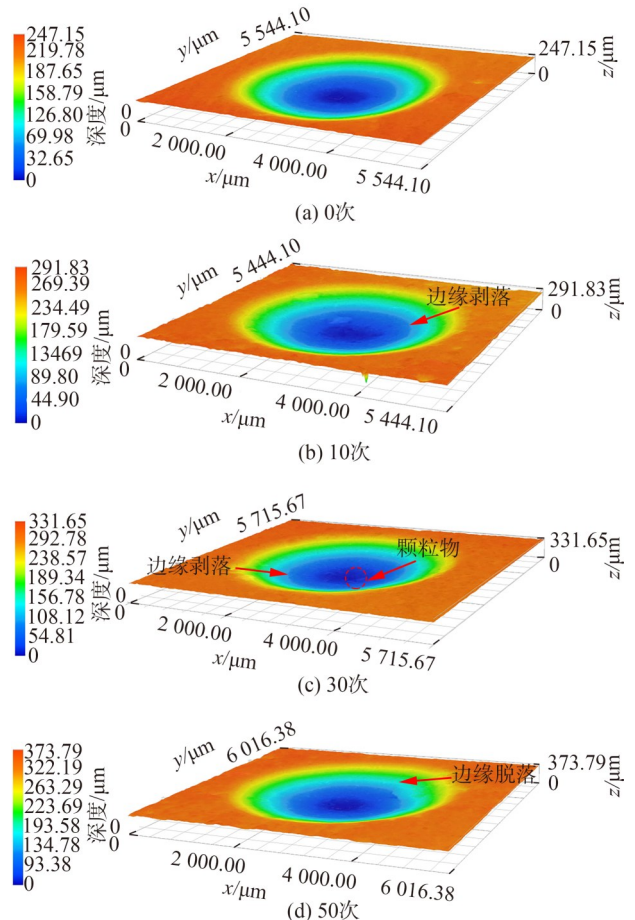 247.15
219.78
187.65
158.79
126.80
69.98
32.65
0
深度/μm
y/μm
5 544.10
247.15
0
z/μm
0
0
2 000.00
4 000.00
5 544.10
x/μm
(a) 0次
291.83
269.39
234.49
179.59
13469
89.80
44.90
0
深度/μm
y/μm
5 444.10
边缘剥落
291.83
0
z/μm
0
0
2 000.00
4 000.00
5 444.10
x/μm
(b) 10次
331.65
292.78
238.57
189.34
156.78
108.12
54.81
0
深度/μm
y/μm
5 715.67
边缘剥落
颗粒物
331.65
0
z/μm
0
0
2 000.00
4 000.00
5 715.67
x/μm
(c) 30次
373.79
322.19
263.29
223.69
193.58
134.78
93.38
0
深度/μm
y/μm
6 016.38
边缘脱落
373.79
0
z/μm
0
0
2 000.00
4 000.00
6 016.38
x/μm
(d) 50次